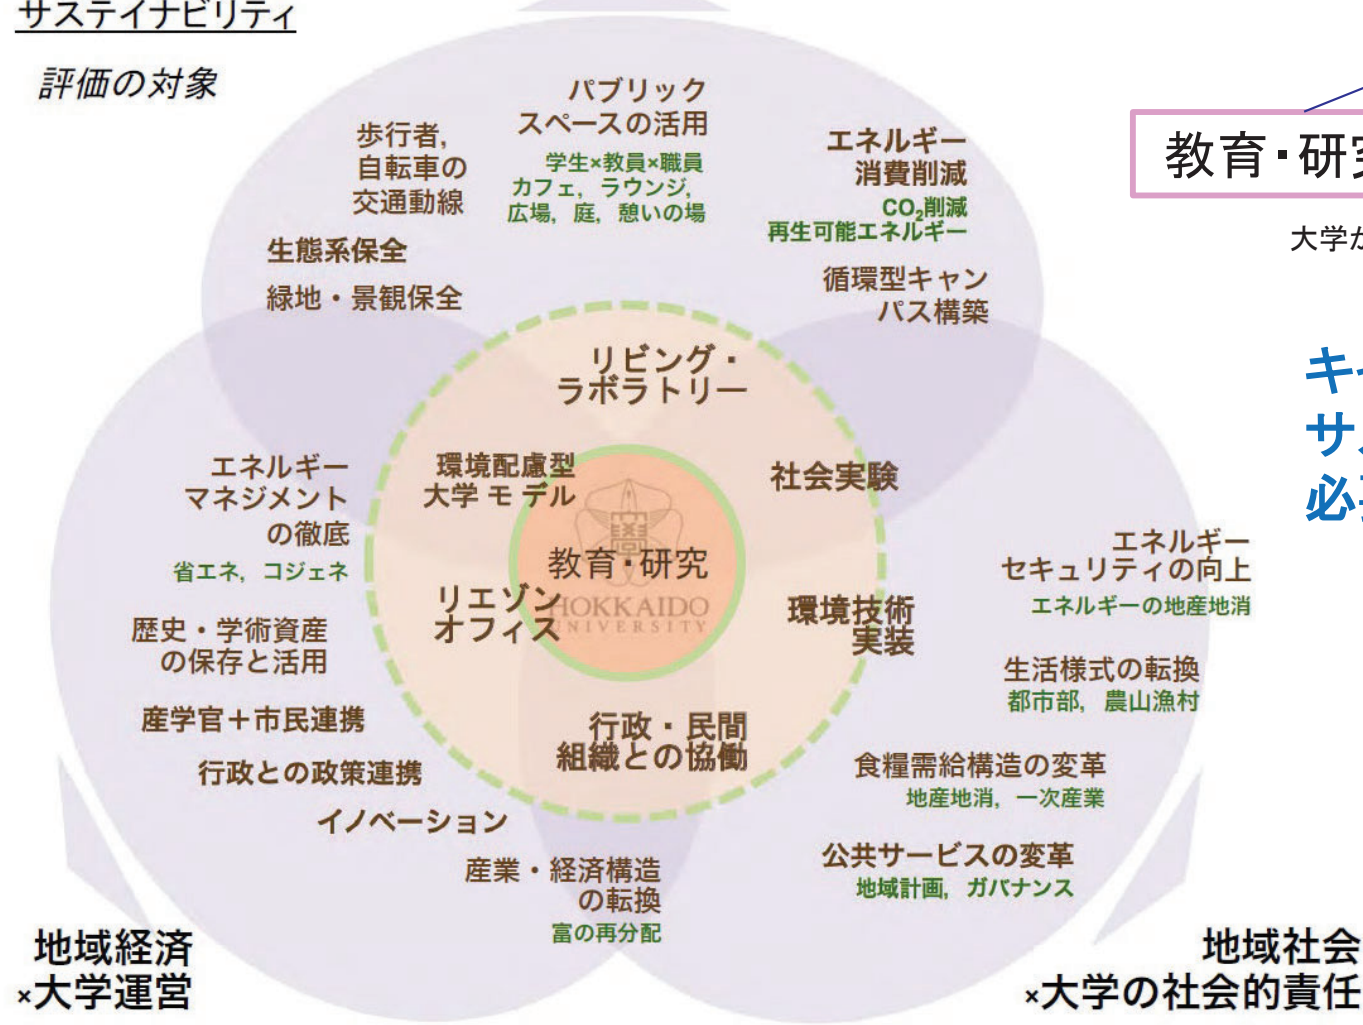 サステイナビリティ
評価の対象
パブリック
スペースの活用
学生×教員×職員
カフェ，ラウンジ，
広場，庭，憩いの場
歩行者，
自転車の
交通動線
生態系保全
緑地・景観保全
エネルギー
消費削減
CO₂削減
再生可能エネルギー
循環型キャン
パス構築
教育・研究
大学が
リビング・
ラボラトリー
環境配慮型
大学 モ デル
社会実験
教育・研究
HOKKAIDO
UNIVERSITY
リエゾン
オフィス
環境技術
実装
行政・民間
組織との協働
エネルギー
マネジメント
の徹底
省エネ，コジェネ
歴史・学術資産
の保存と活用
産学官＋市民連携
行政との政策連携
イノベーション
産業・経済構造
の転換
富の再分配
エネルギー
セキュリティの向上
エネルギーの地産地消
生活様式の転換
都市部，農山漁村
食糧需給構造の変革
地産地消，一次産業
公共サービスの変革
地域計画，ガバナンス
キ
サ
必
地域経済
×大学運営
地域社会
×大学の社会的責任